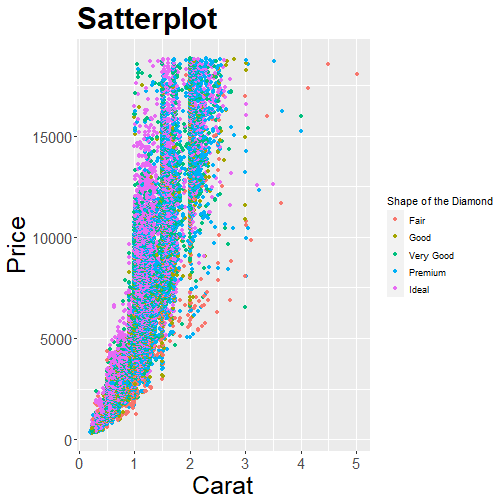 Satterplot
Price
15000
10000
5000
0
0 1 2 3 4 5
Carat
Shape of the Diamond
Fair
Good
Very Good
Premium
Ideal